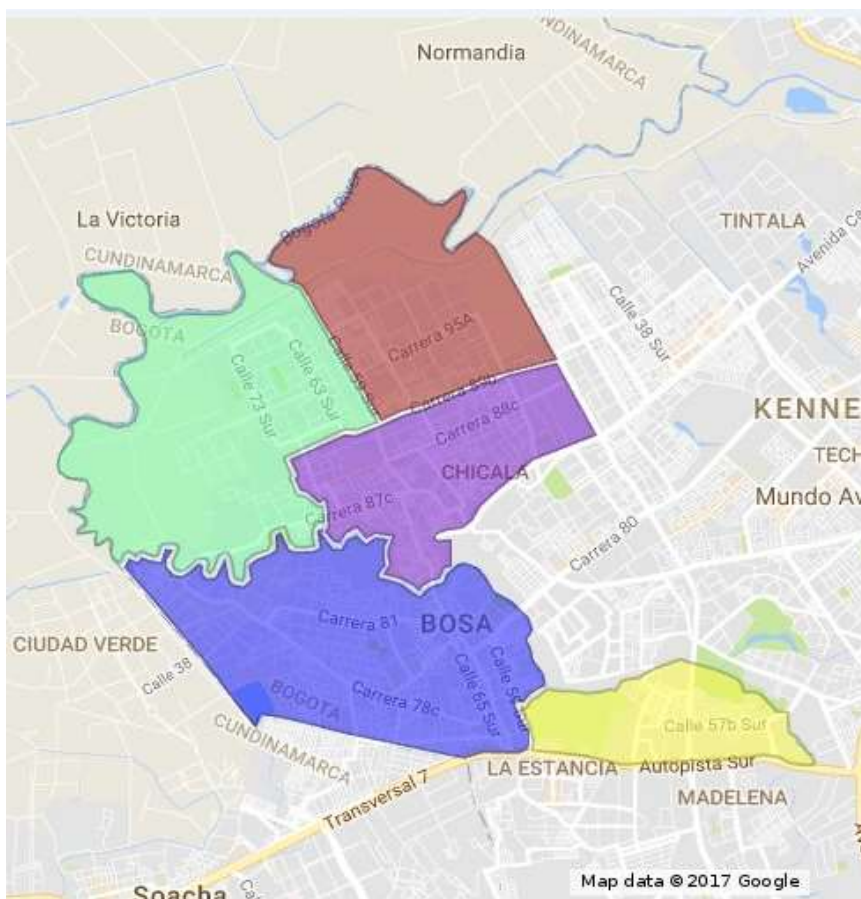 Normandia
CUNDINAMARCA
La Victoria
TINTALA
CUNDINAMARCA
BOGOTA
Calle 38 Sur
Carrera 95A
Calle 63 Sur
Calle 73 Sur
Carrera 89b
Carrera 88c
KENNE
TECH
CHICALA
Mundo Av
Carrera 87c
Carrera 80
Carrera 81
BOSA
CIUDAD VERDE
Calle 38
BOGOTA
Carrera 78c
Calle 65 Sur
Calle 57b Sur
CUNDINAMARCA
LA ESTANCIA
Autopista Sur
Transversal 7
MADELENA
Soacha
Map data © 2017 Google